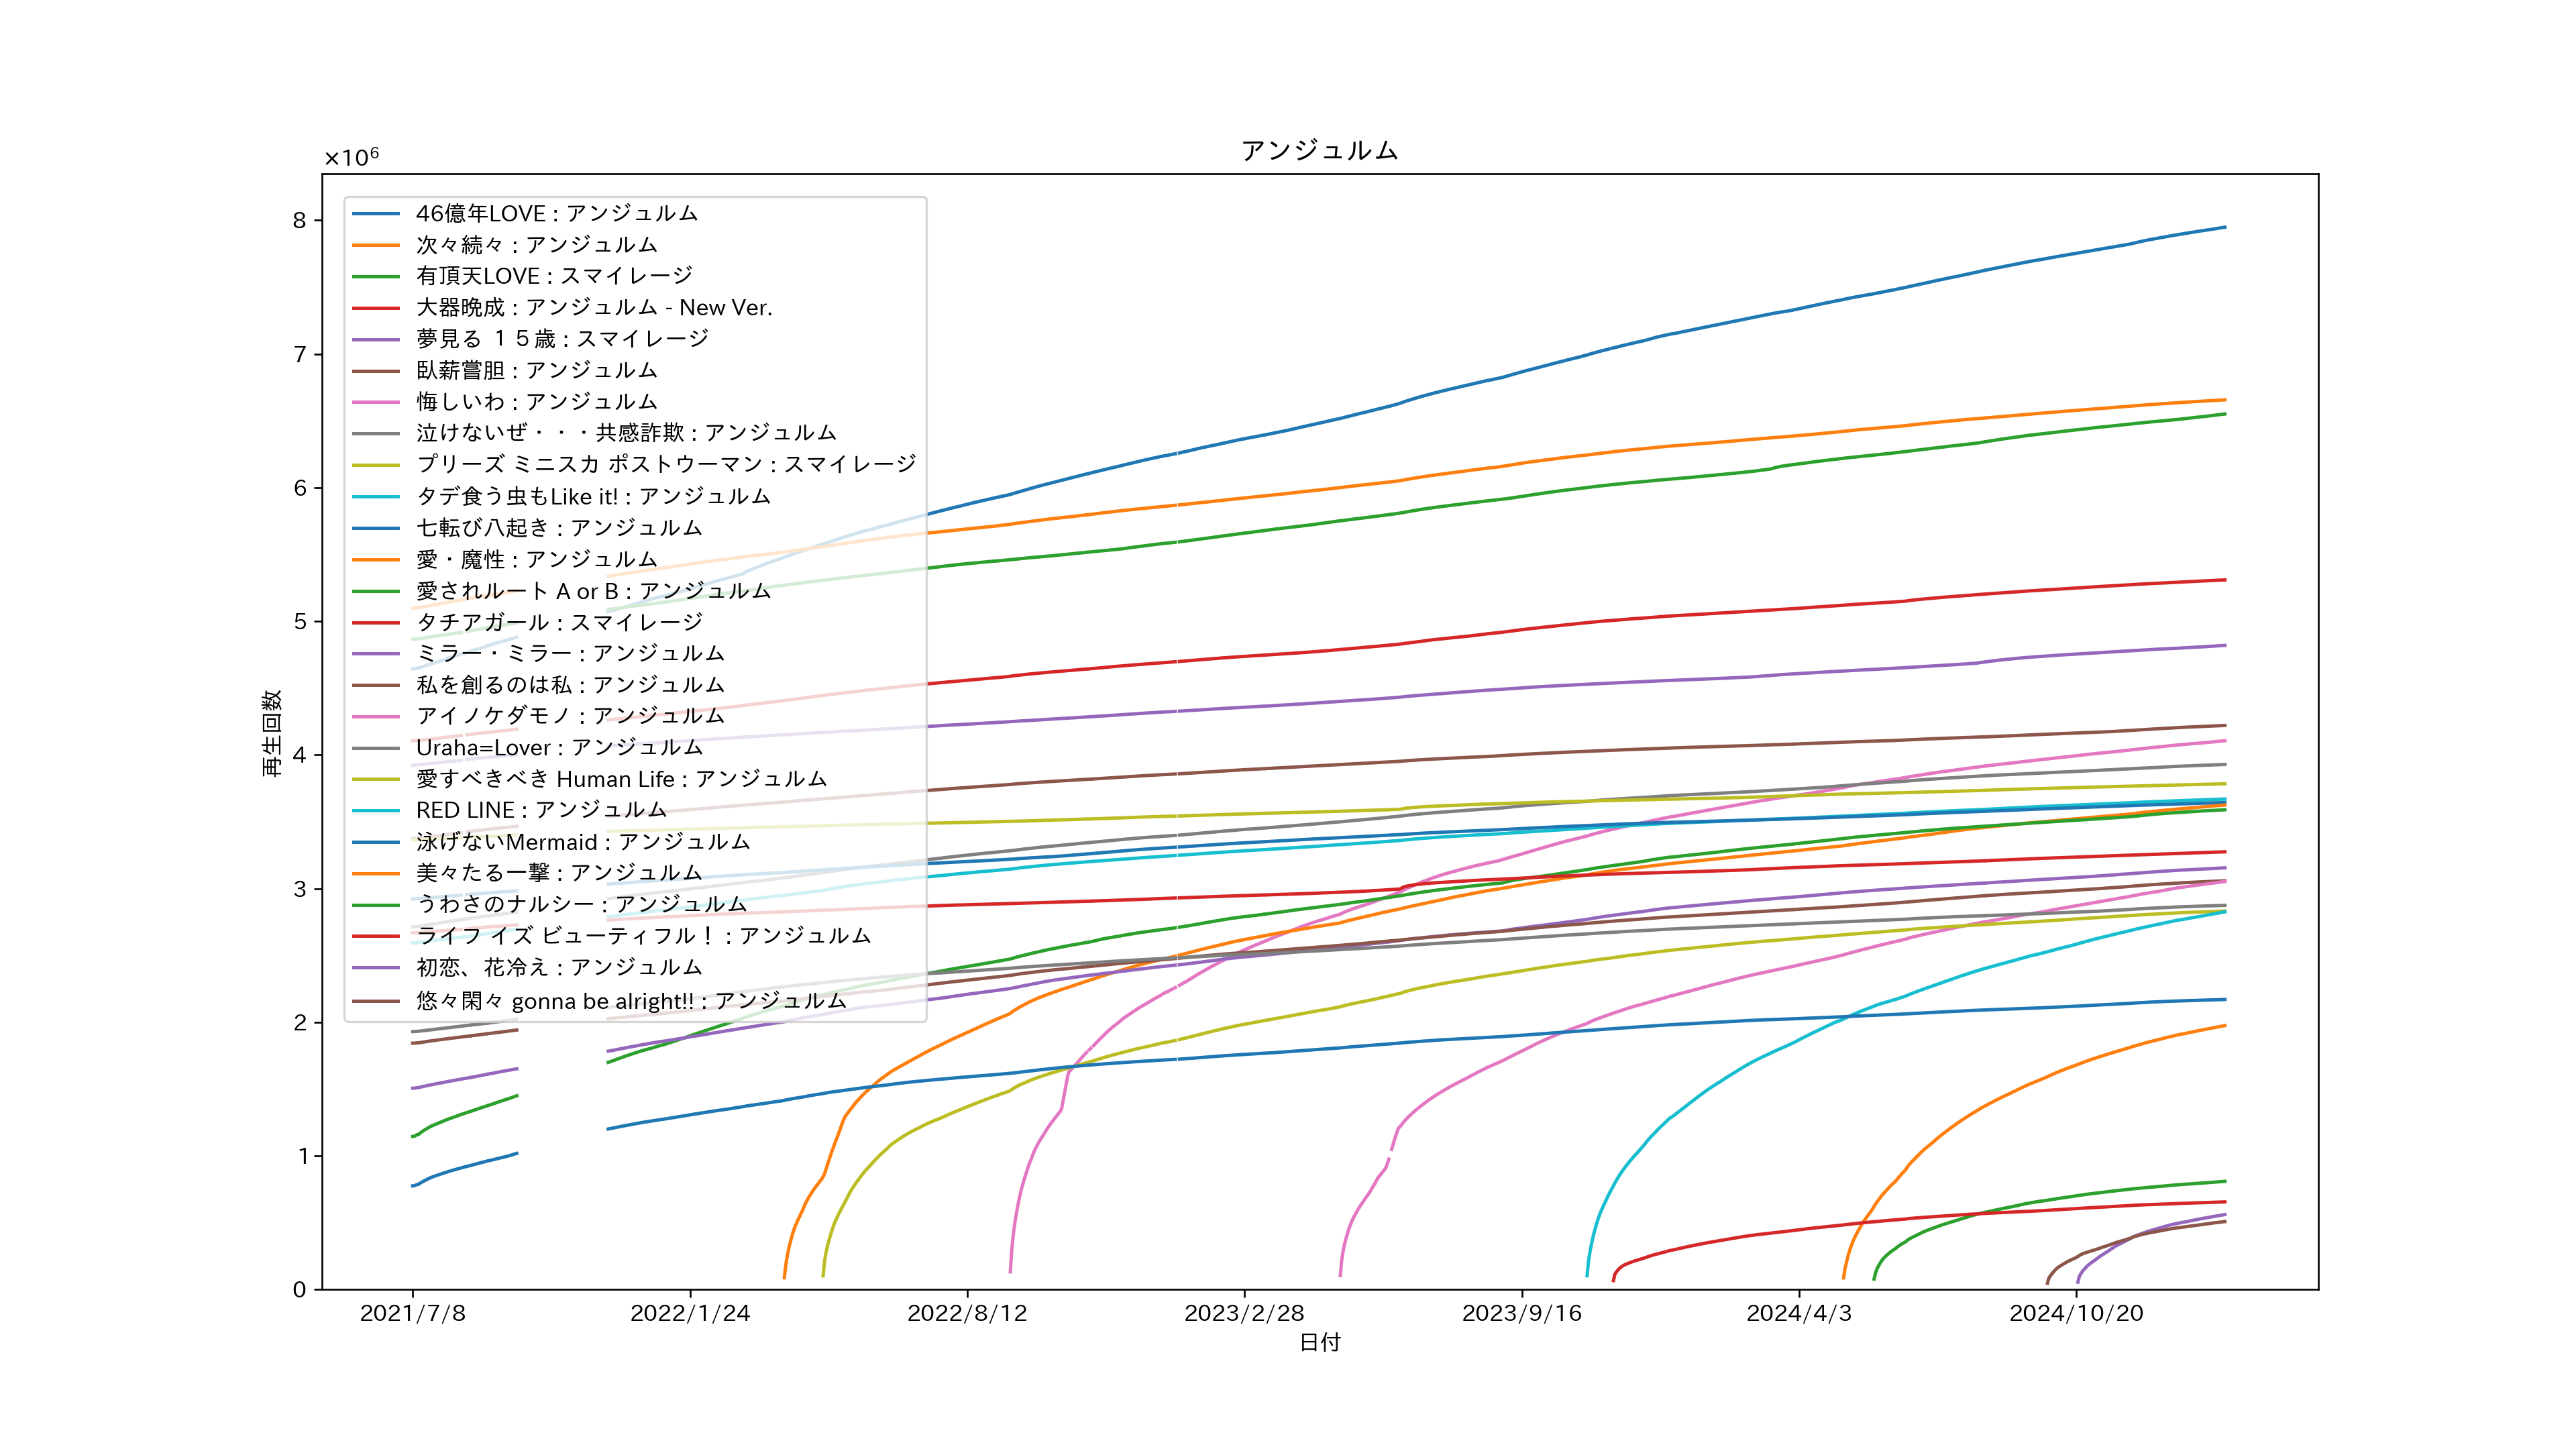 アンジュルム
×10⁶
46億年LOVE : アンジュルム
次々続々 : アンジュルム
有頂天LOVE : スマイレージ
大器晩成 : アンジュルム - New Ver.
夢見る １５歳 : スマイレージ
臥薪嘗胆 : アンジュルム
悔しいわ : アンジュルム
泣けないぜ・・・共感詐欺 : アンジュルム
プリーズ ミニスカ ポストウーマン : スマイレージ
タデ食う虫もLike it! : アンジュルム
七転び八起き : アンジュルム
愛・魔性 : アンジュルム
愛されルート A or B : アンジュルム
タチアガール : スマイレージ
ミラー・ミラー : アンジュルム
私を創るのは私 : アンジュルム
アイノケダモノ : アンジュルム
Uraha=Lover : アンジュルム
愛すべきべき Human Life : アンジュルム
RED LINE : アンジュルム
泳げないMermaid : アンジュルム
美々たる一撃 : アンジュルム
うわさのナルシー : アンジュルム
ライフ イズ ビューティフル！ : アンジュルム
初恋、花冷え : アンジュルム
悠々閑々 gonna be alright!! : アンジュルム
8
7
6
5
4
3
2
1
0
再生回数
2021/7/8 2022/1/24 2022/8/12 2023/2/28 2023/9/16 2024/4/3 2024/10/20
日付